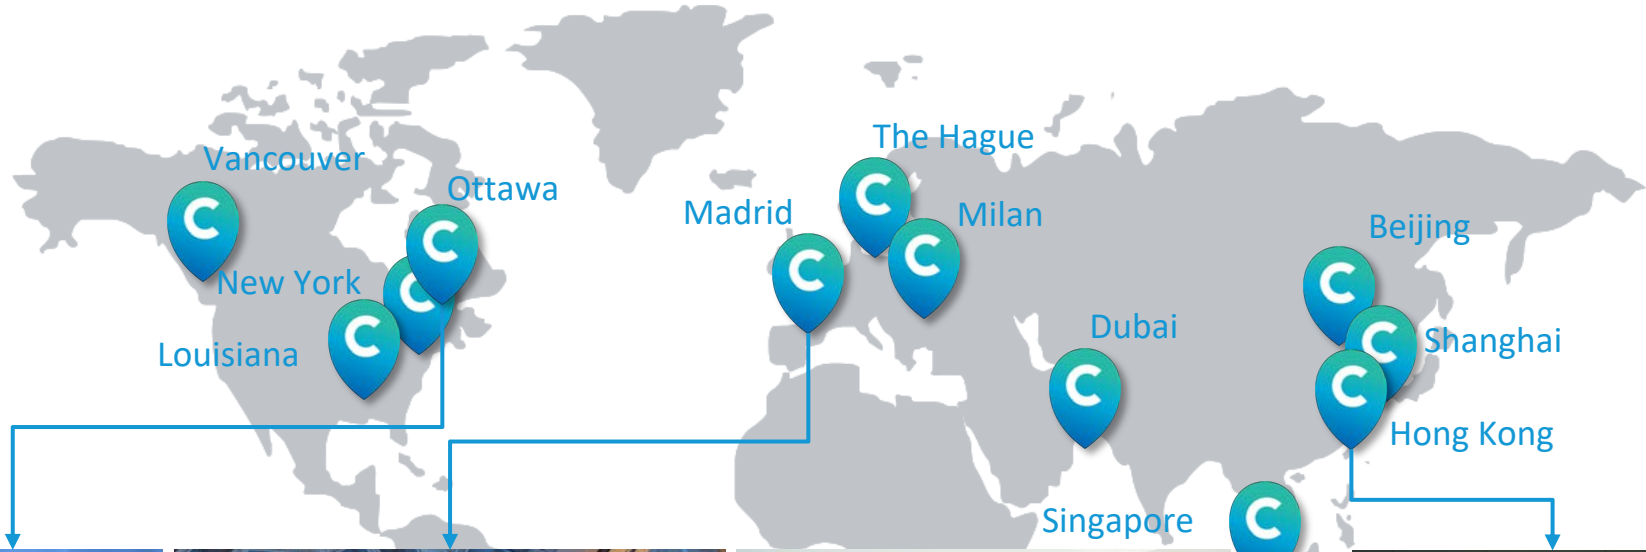 The Hague
Vancouver
Ottawa
Madrid
Milan
Beijing
New York
Dubai
Shanghai
Louisiana
Hong Kong
Singapore
C
C
C
C
C
C
C
C
C
C
C
C